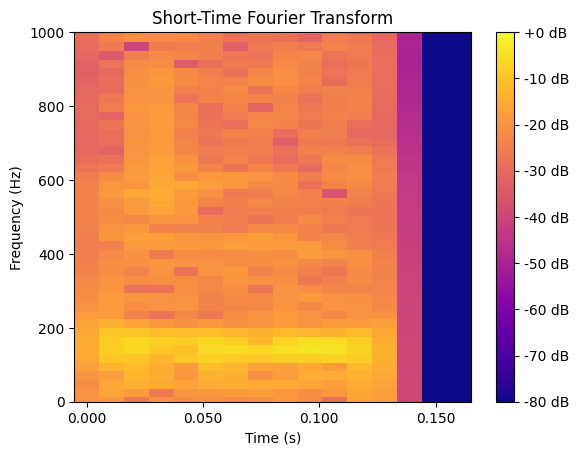 Short-Time Fourier Transform
Frequency (Hz)
1000
800
600
400
200
0
0.000
0.050
0.100
0.150
Time (s)
+0 dB
-10 dB
-20 dB
-30 dB
-40 dB
-50 dB
-60 dB
-70 dB
-80 dB